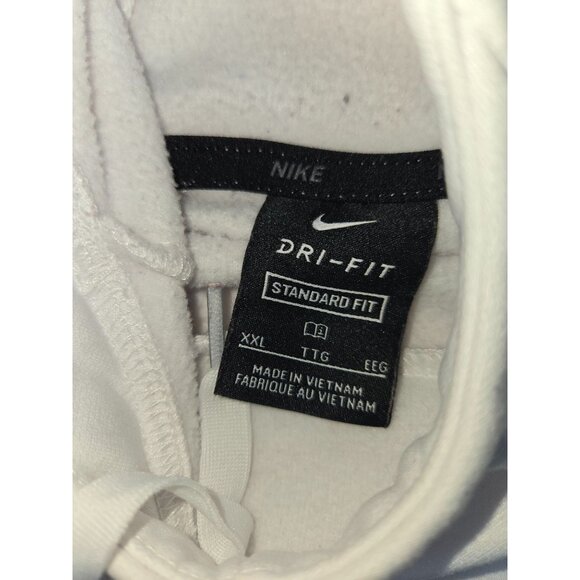 NIKE
DRI-FIT
STANDARD FIT
XXL TTG EEG
MADE IN VIETNAM
FABRIQUE AU VIETNAM